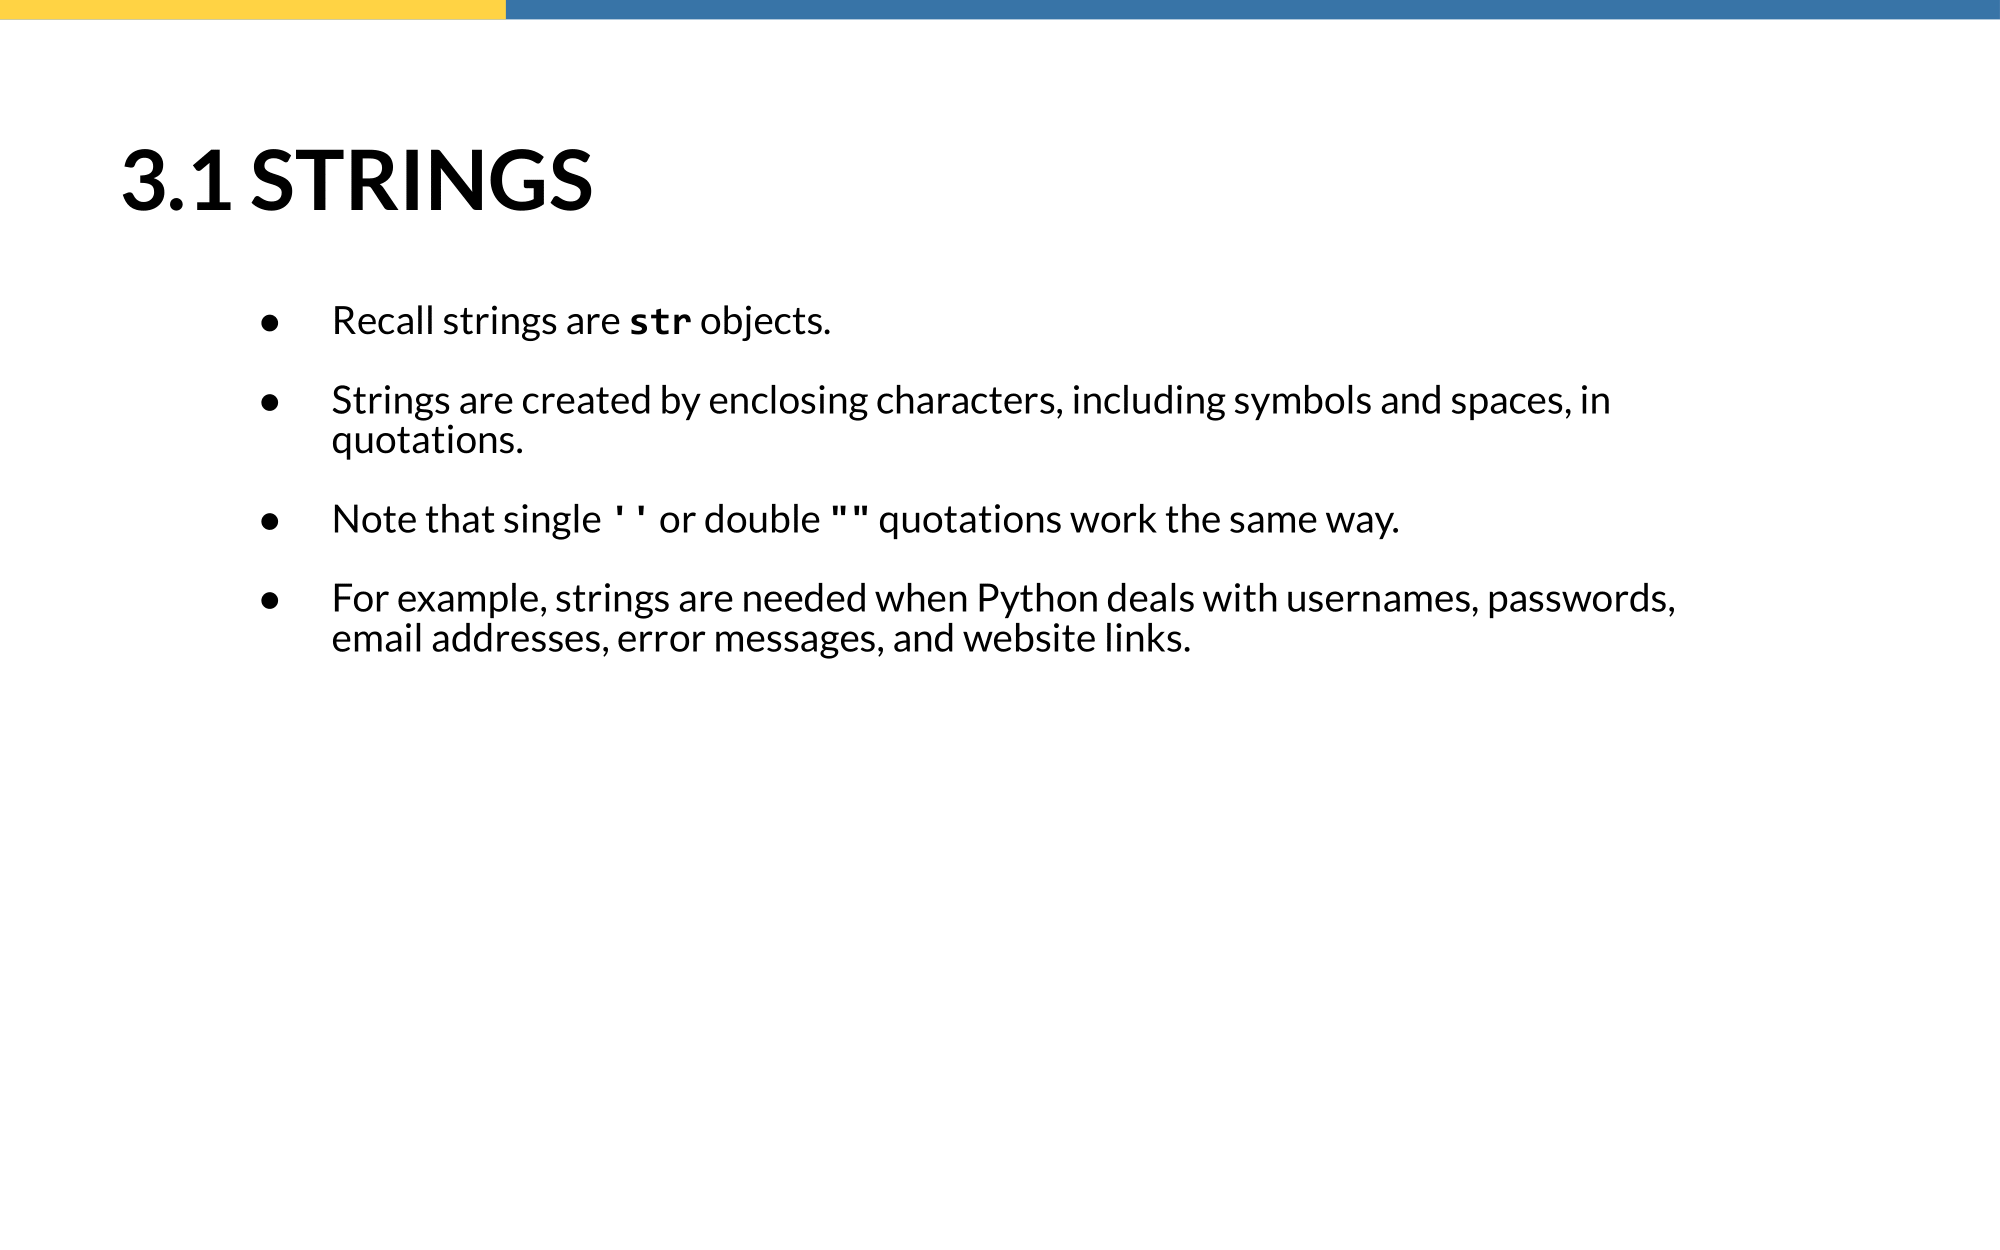 3.1 STRINGS
● Recall strings are str objects.
● Strings are created by enclosing characters, including symbols and spaces, in
quotations.
● Note that single '' or double "" quotations work the same way.
● For example, strings are needed when Python deals with usernames, passwords,
email addresses, error messages, and website links.